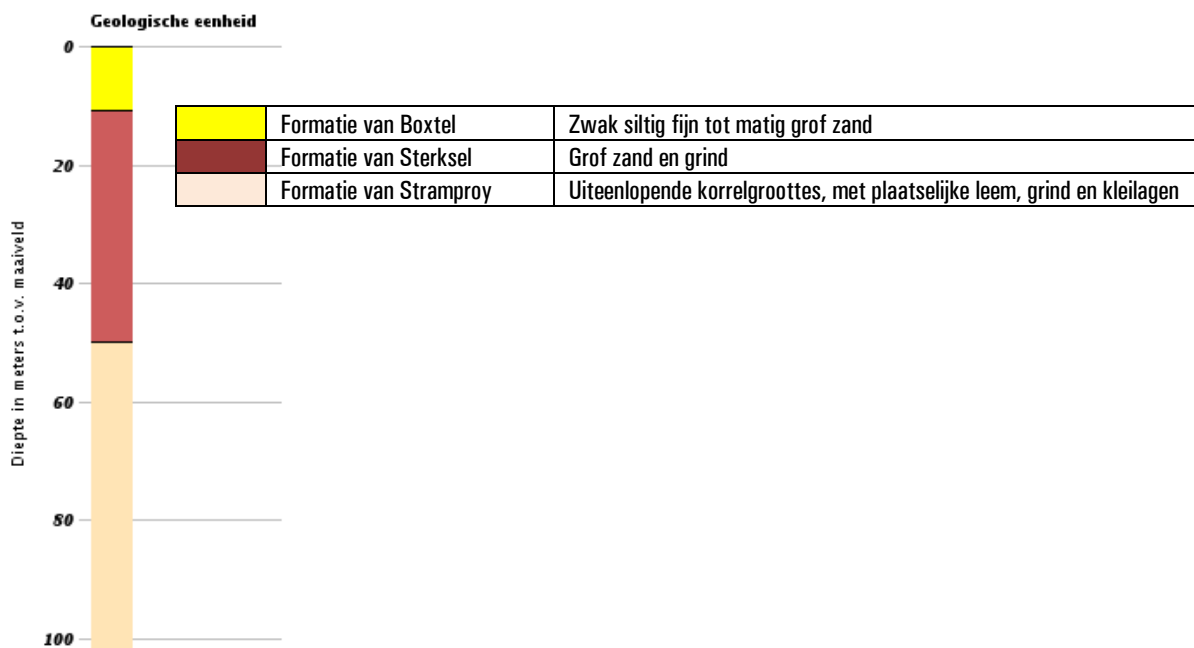 Geologische eenheid
0
Formatie van Boxtel Zwak siltig fijn tot matig grof zand
Formatie van Sterksel Grof zand en grind
20
Formatie van Stramproy Uiteenlopende korrelgroottes, met plaatselijke leem, grind en kleilagen
Diepte in meters t.o.v. maaiveld
40
60
80
100